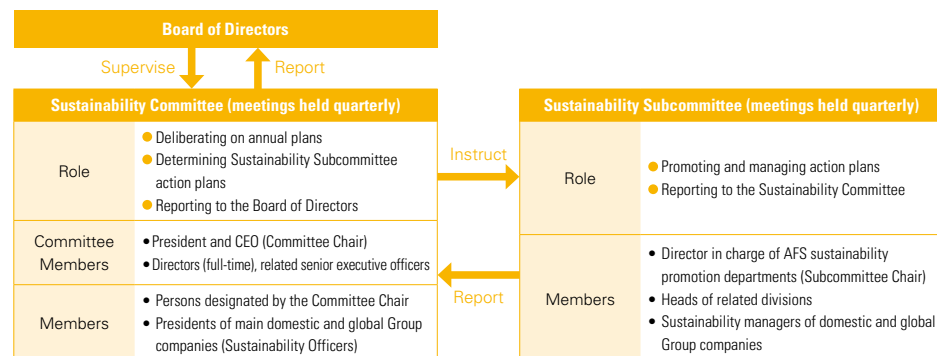 Board of Directors
Supervise
Report
Sustainability Committee (meetings held quarterly)
Role
● Deliberating on annual plans
● Determining Sustainability Subcommittee
action plans
● Reporting to the Board of Directors
Committee
Members
• President and CEO (Committee Chair)
• Directors (full-time), related senior executive officers
Members
• Persons designated by the Committee Chair
• Presidents of main domestic and global Group
companies (Sustainability Officers)
Instruct
Report
Sustainability Subcommittee (meetings held quarterly)
Role
● Promoting and managing action plans
● Reporting to the Sustainability Committee
Members
• Director in charge of AFS sustainability
promotion departments (Subcommittee Chair)
• Heads of related divisions
• Sustainability managers of domestic and global
Group companies